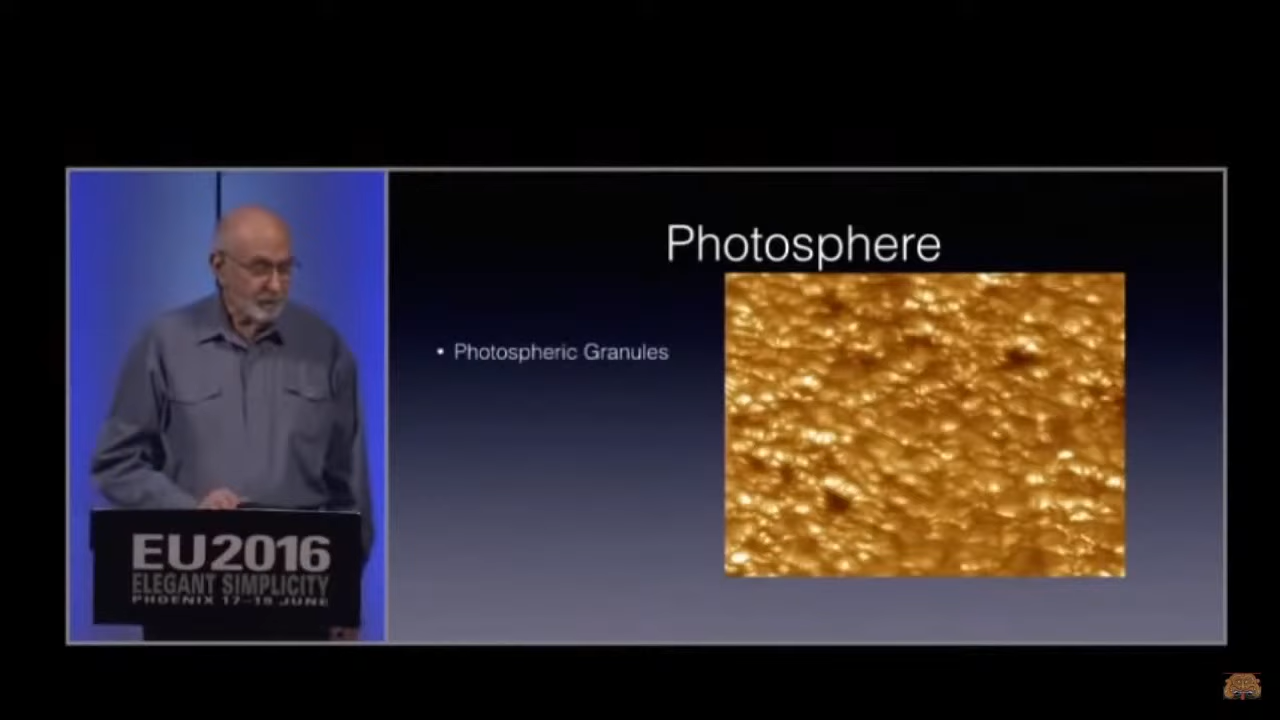 Photosphere
• Photospheric Granules
EU2016
ELEGANT SIMPLICITY
PHOENIX 17-19 JUNE